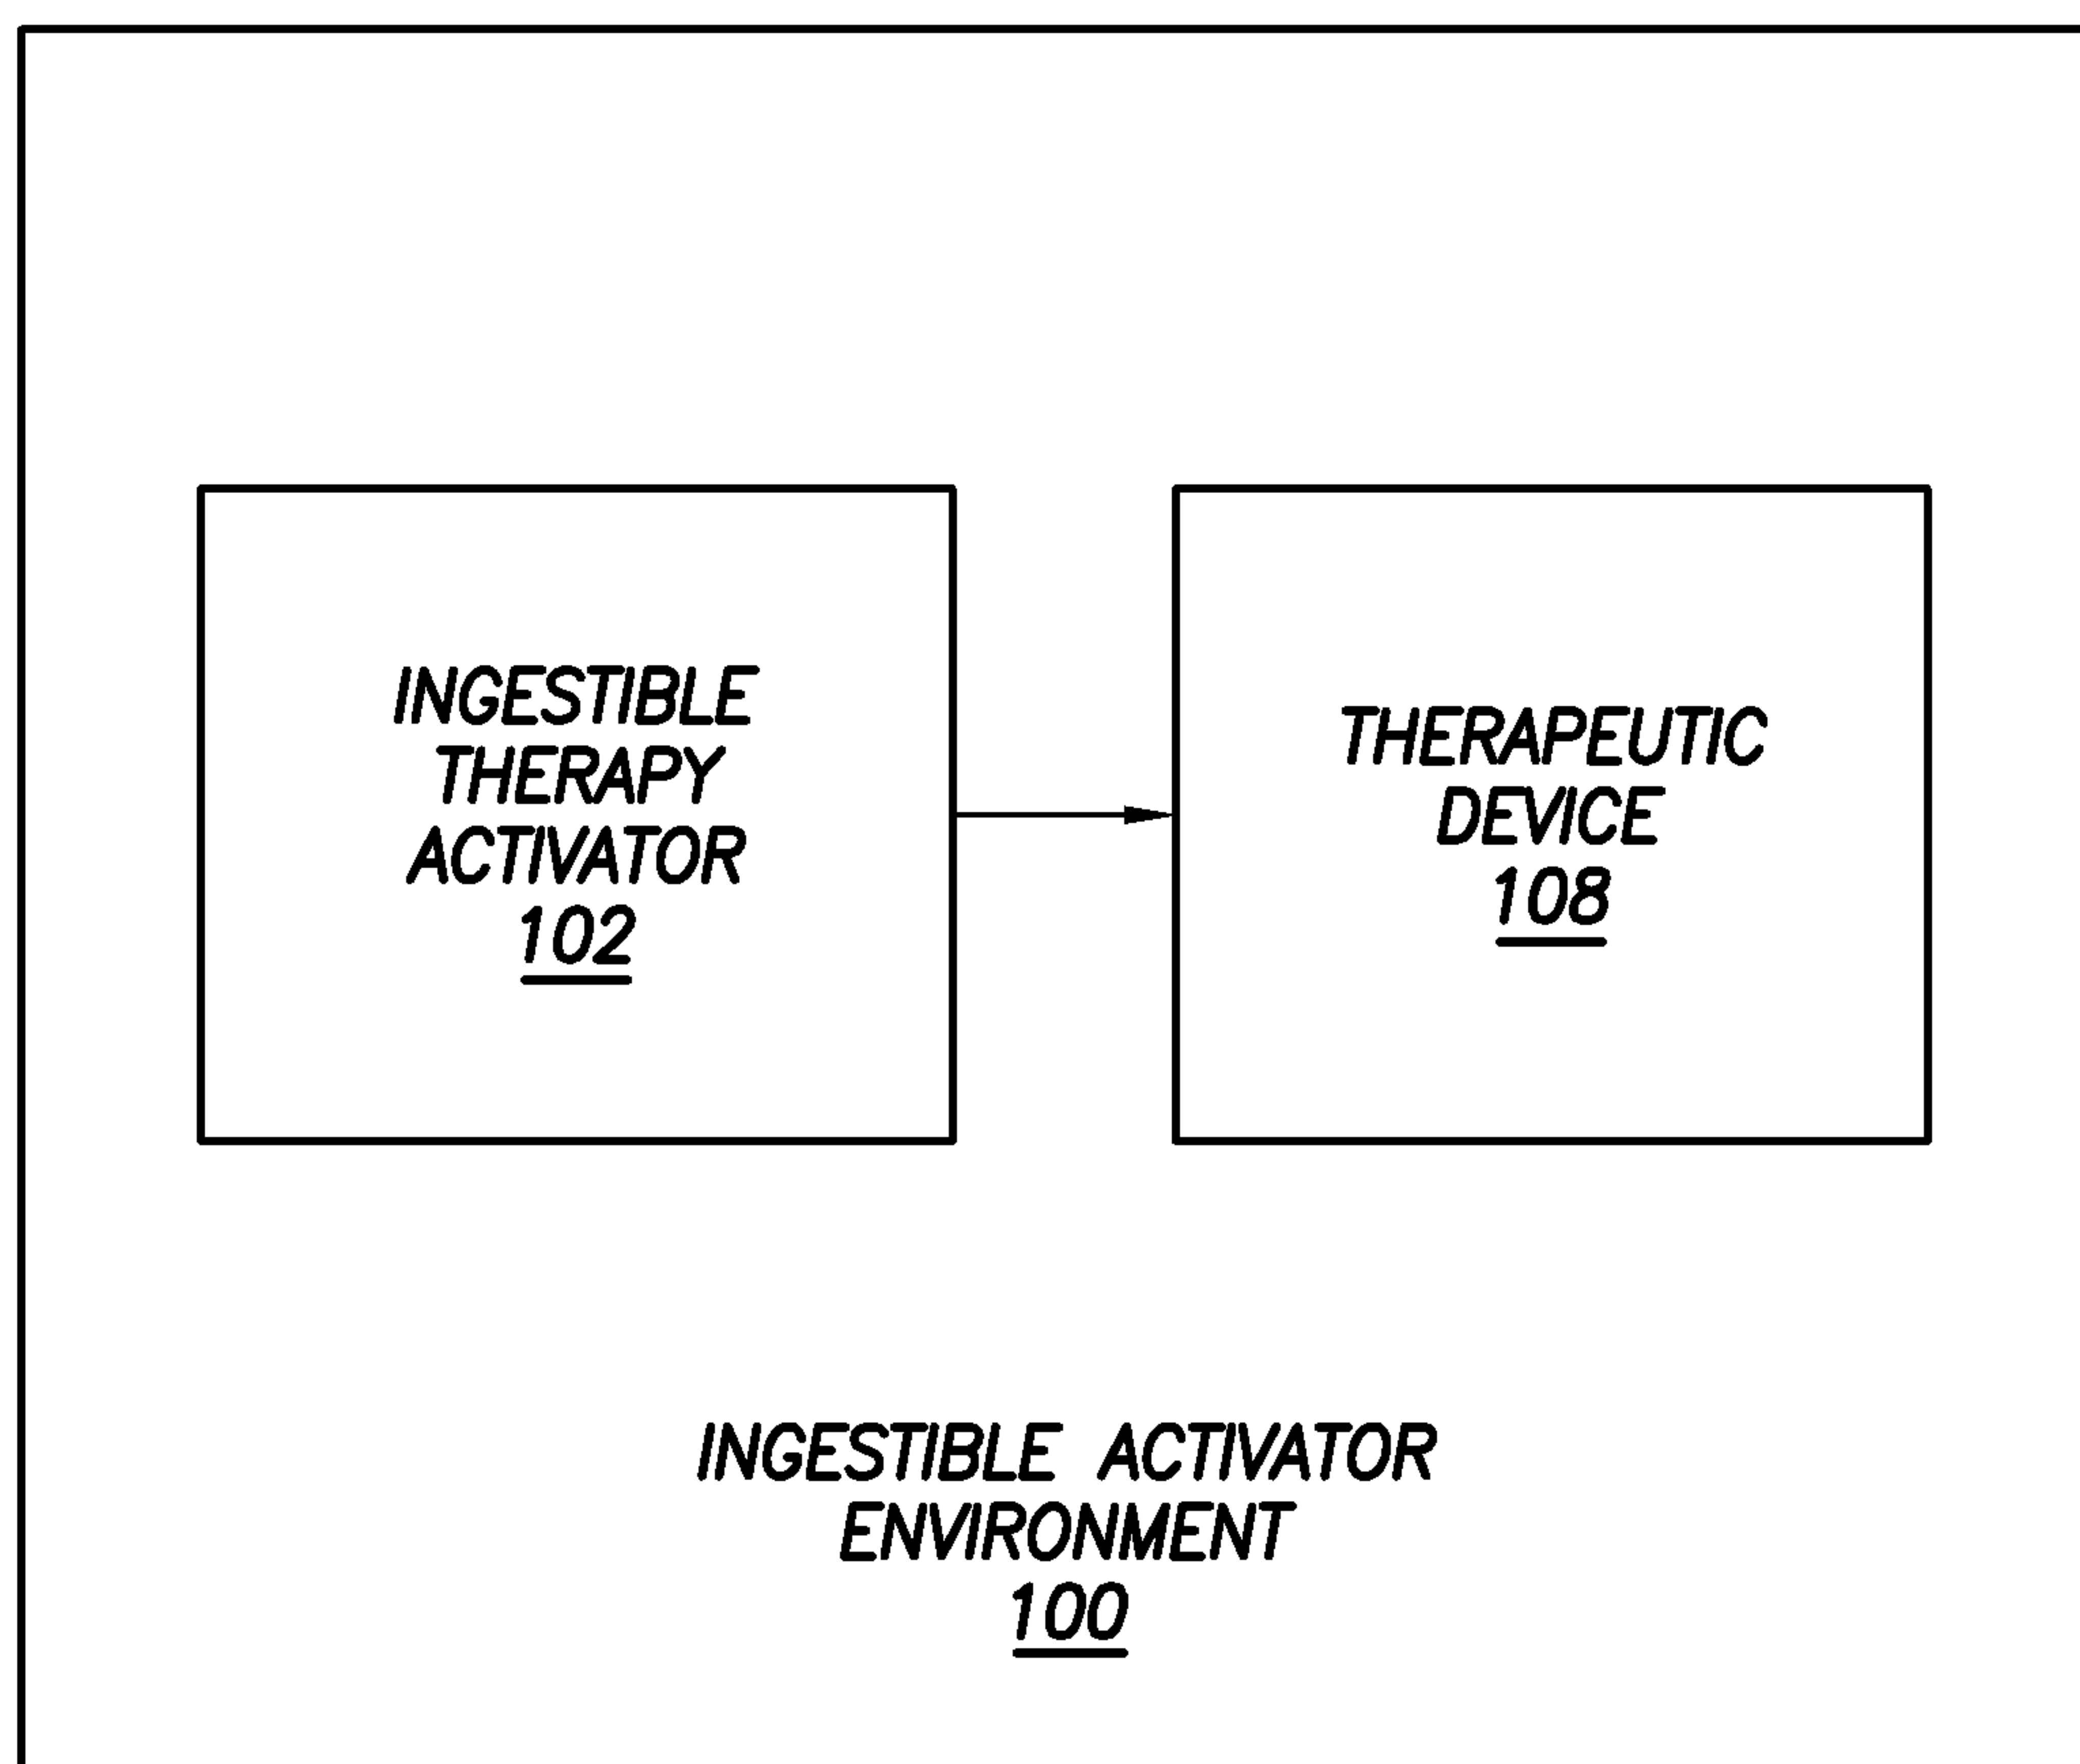 INGESTIBLE
THERAPY
ACTIVATOR
102
THERAPEUTIC
DEVICE
108
INGESTIBLE ACTIVATOR
ENVIRONMENT
100